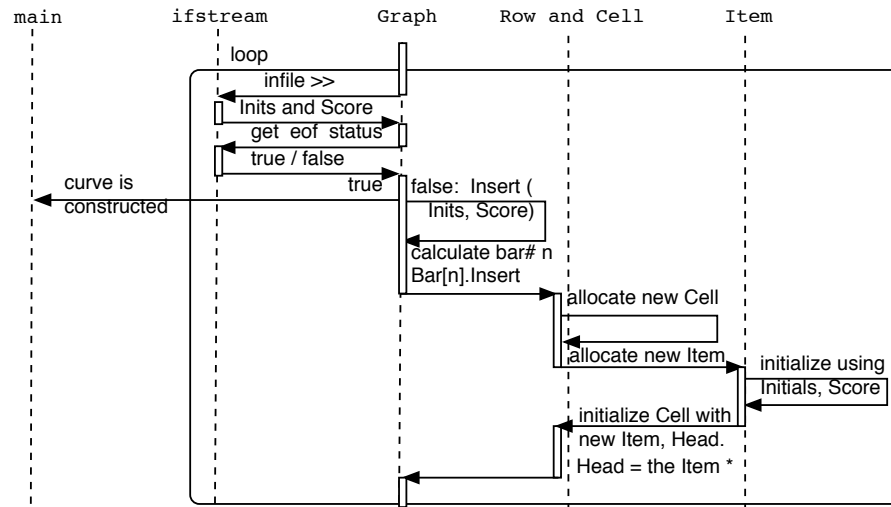 main ifstream Graph Row and Cell Item
loop
infile >>
Inits and Score
get eof status
true / false
curve is
constructed
true
false: Insert (
Inits, Score)
calculate bar# n
Bar[n].Insert
allocate new Cell
allocate new Item
initialize using
Initials, Score
initialize Cell with
new Item, Head.
Head = the Item *